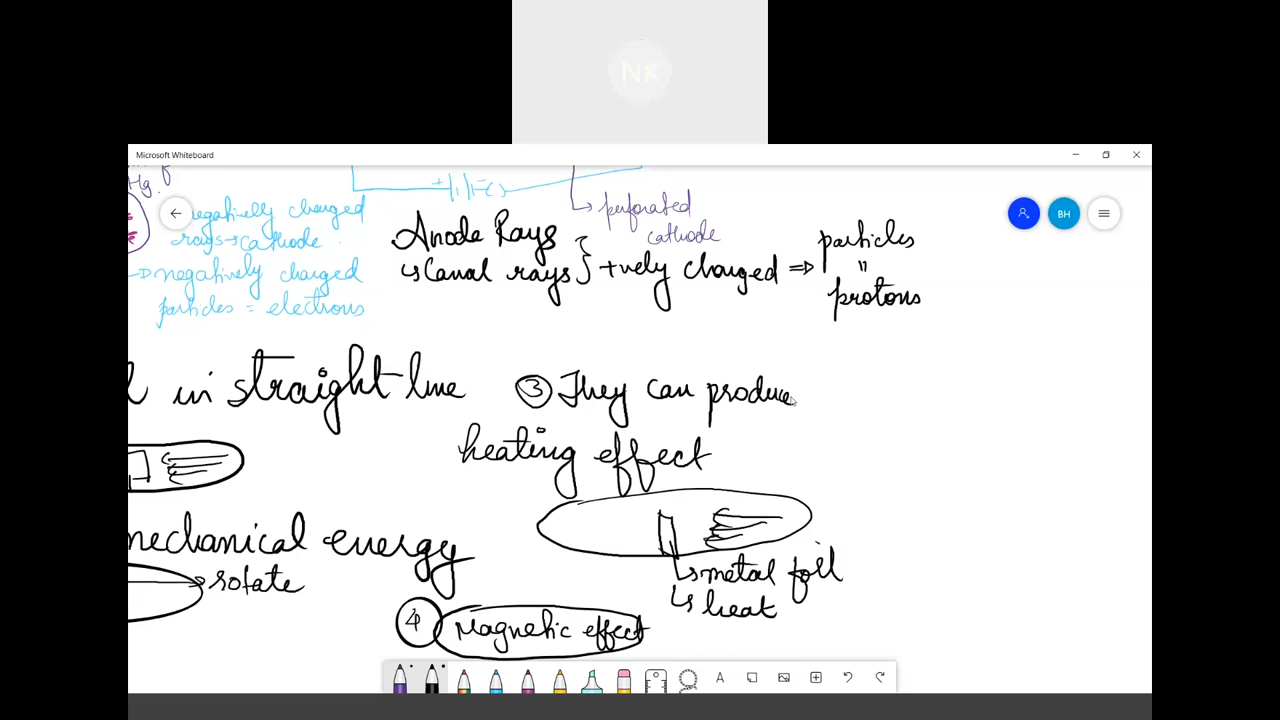 NK
Microsoft Whiteboard
Hg.
negatively charged
rays → cathode.
→ negatively charged
particles = electrons
+ -
→ perforated
cathode
Anode Rays
↳ Canal rays } +vely charged ⇒ particles
"
protons
BH
in straight line
③ They can produce
heating effect
mechanical energy
→ rotate
↳ metal foil
↳ heat
④ Magnetic effect
A